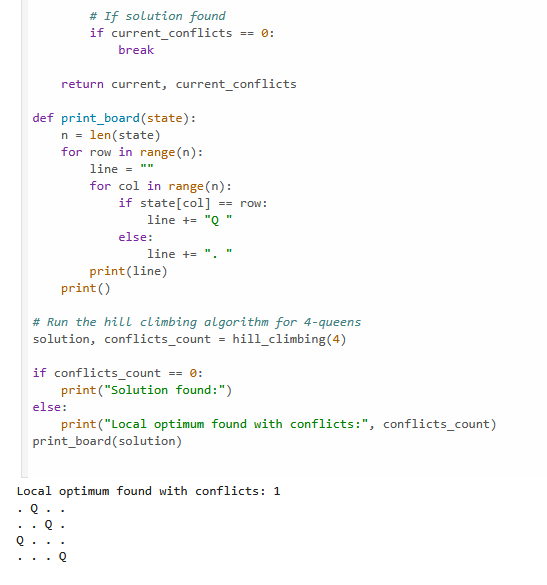 # If solution found
        if current_conflicts == 0:
            break

    return current, current_conflicts

def print_board(state):
    n = len(state)
    for row in range(n):
        line = ""
        for col in range(n):
            if state[col] == row:
                line += "Q "
            else:
                line += ". "
        print(line)
    print()

# Run the hill climbing algorithm for 4-queens
solution, conflicts_count = hill_climbing(4)

if conflicts_count == 0:
    print("Solution found:")
else:
    print("Local optimum found with conflicts:", conflicts_count)
print_board(solution)

Local optimum found with conflicts: 1
. Q . .
. . Q .
Q . . .
. . . Q